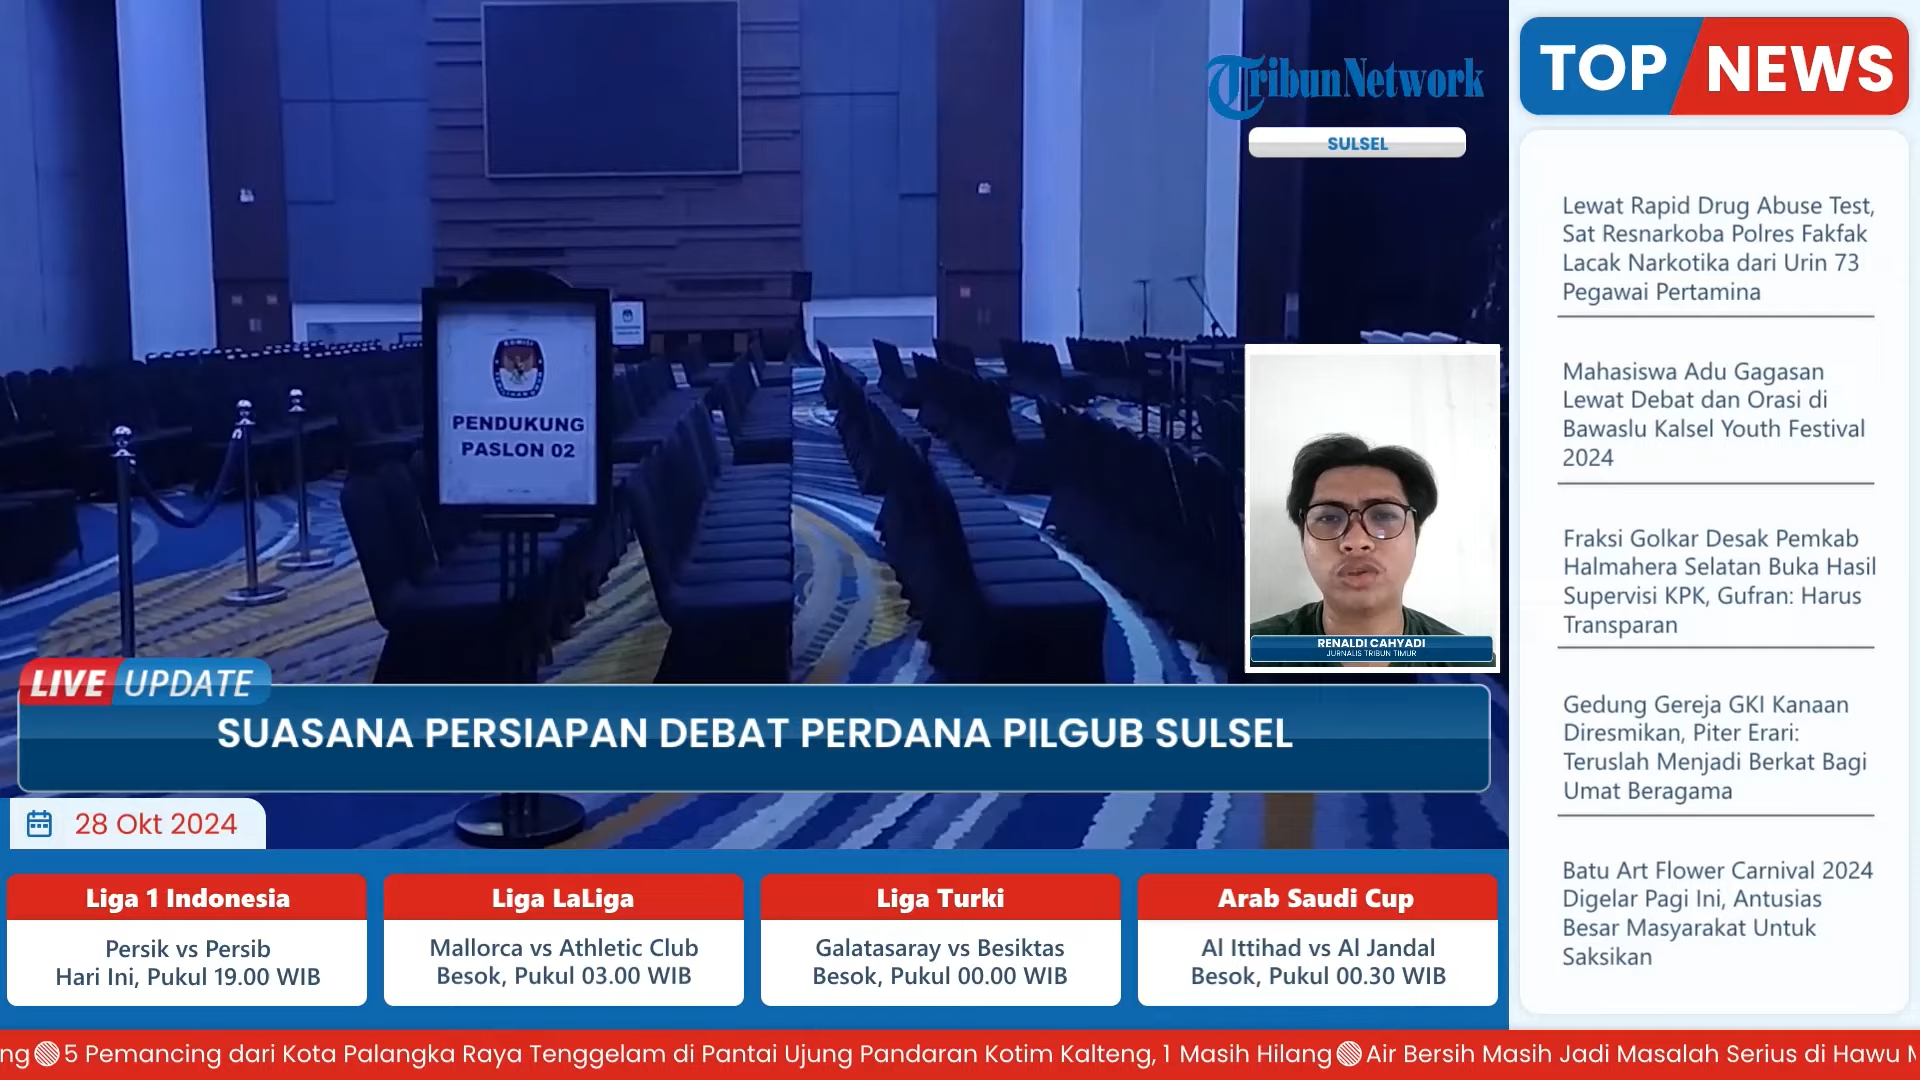 TribunNetwork
SULSEL
KOMISI
PENDUKUNG
PASLON 02
RENALDI CAHYADI
JURNALIS TRIBUN TIMUR
LIVE UPDATE
SUASANA PERSIAPAN DEBAT PERDANA PILGUB SULSEL
28 Okt 2024
Liga 1 Indonesia
Persik vs Persib
Hari Ini, Pukul 19.00 WIB
Liga LaLiga
Mallorca vs Athletic Club
Besok, Pukul 03.00 WIB
Liga Turki
Galatasaray vs Besiktas
Besok, Pukul 00.00 WIB
Arab Saudi Cup
Al Ittihad vs Al Jandal
Besok, Pukul 00.30 WIB
TOP NEWS
Lewat Rapid Drug Abuse Test,
Sat Resnarkoba Polres Fakfak
Lacak Narkotika dari Urin 73
Pegawai Pertamina
Mahasiswa Adu Gagasan
Lewat Debat dan Orasi di
Bawaslu Kalsel Youth Festival
2024
Fraksi Golkar Desak Pemkab
Halmahera Selatan Buka Hasil
Supervisi KPK, Gufran: Harus
Transparan
Gedung Gereja GKI Kanaan
Diresmikan, Piter Erari:
Teruslah Menjadi Berkat Bagi
Umat Beragama
Batu Art Flower Carnival 2024
Digelar Pagi Ini, Antusias
Besar Masyarakat Untuk
Saksikan
ng 5 Pemancing dari Kota Palangka Raya Tenggelam di Pantai Ujung Pandaran Kotim Kalteng, 1 Masih Hilang Air Bersih Masih Jadi Masalah Serius di Hawu